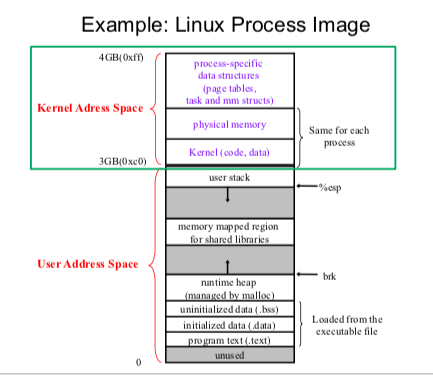 Example: Linux Process Image
4GB(0xff)
process-specific
data structures
(page tables,
task and mm structs)
Kernel Adress Space
physical memory
Same for each
process
Kernel (code, data)
3GB(0xc0)
user stack
%esp
memory mapped region
for shared libraries
User Address Space
brk
runtime heap
(managed by malloc)
uninitialized data (.bss)
initialized data (.data)
program text (.text)
Loaded from the
executable file
unused
0